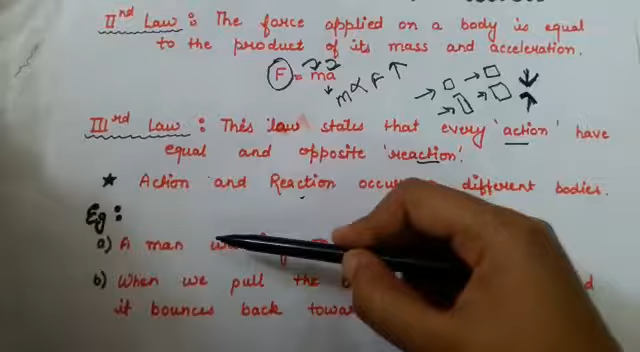 IInd Law : The force applied on a body is equal
to the product of its mass and acceleration.
F = ma
m ∝ F ↑
IIIrd Law : This law states that every 'action' have
equal and opposite 'reaction'.
★ Action and Reaction different bodies.
Eg :
a) A man
b) When we pull the
it bounces back